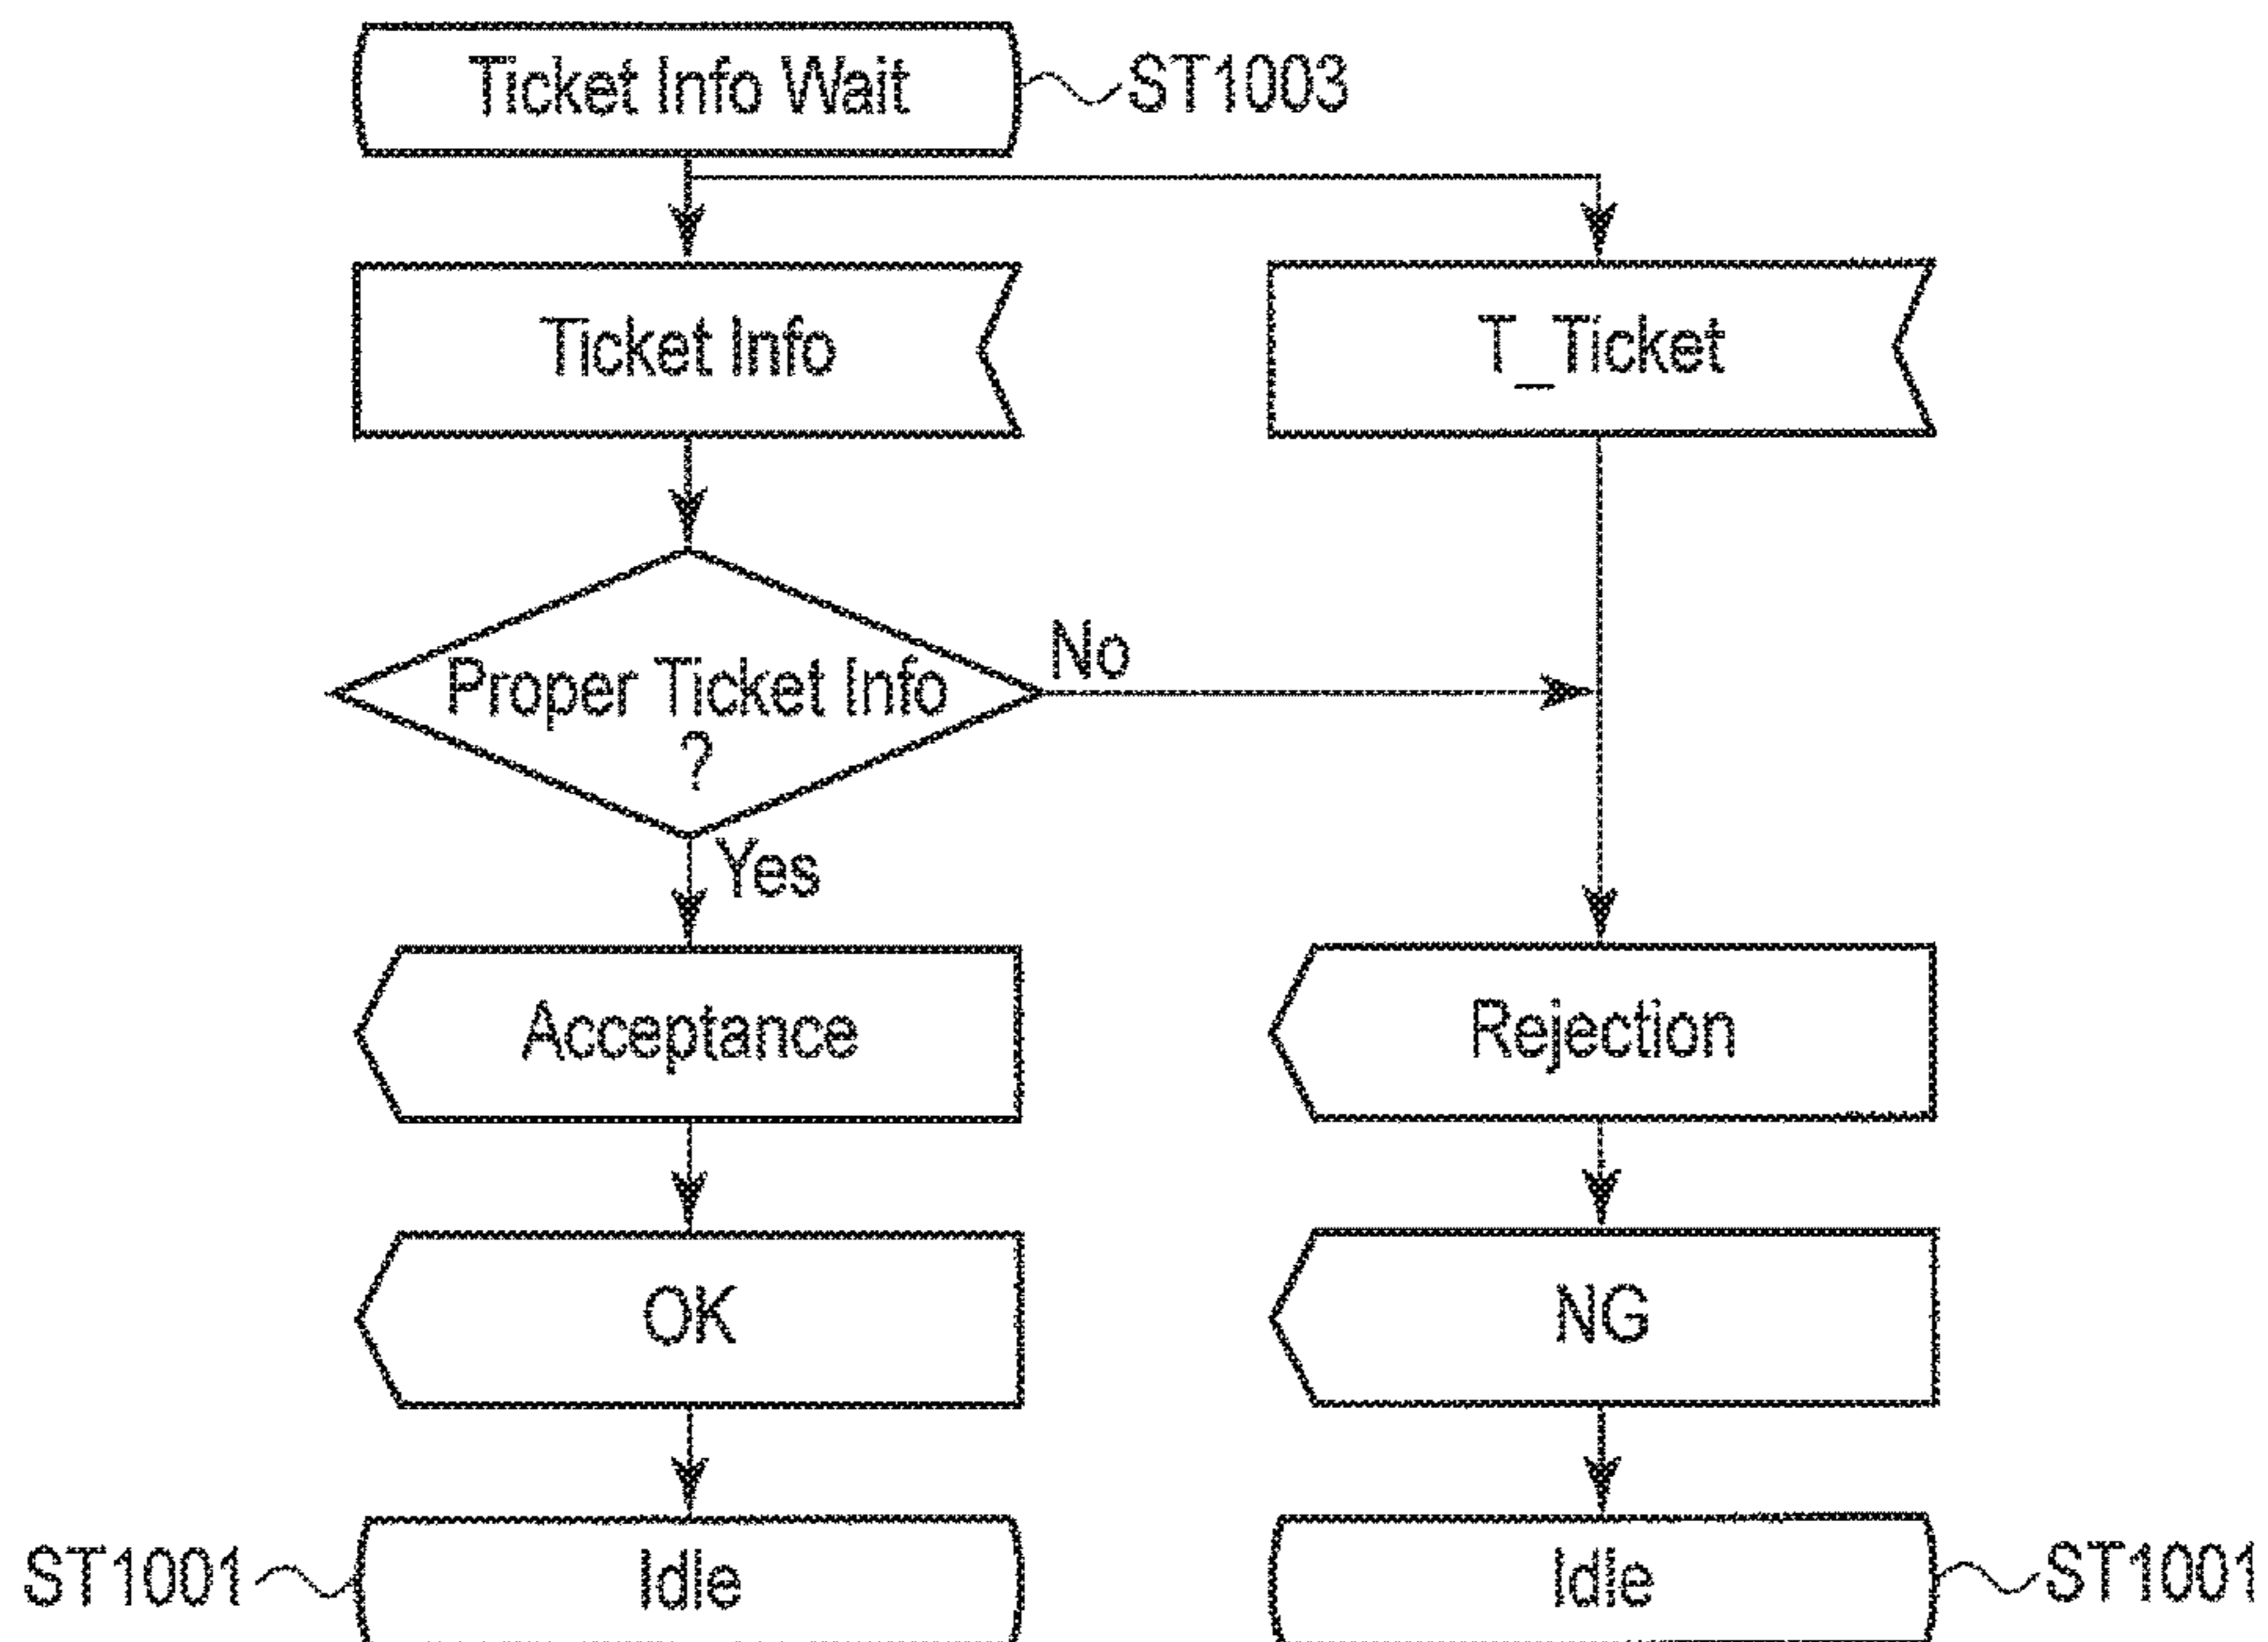 Ticket Info Wait
ST1003
Ticket Info
T_Ticket
Proper Ticket Info
?
No
Yes
Acceptance
Rejection
OK
NG
ST1001
Idle
Idle
ST1001